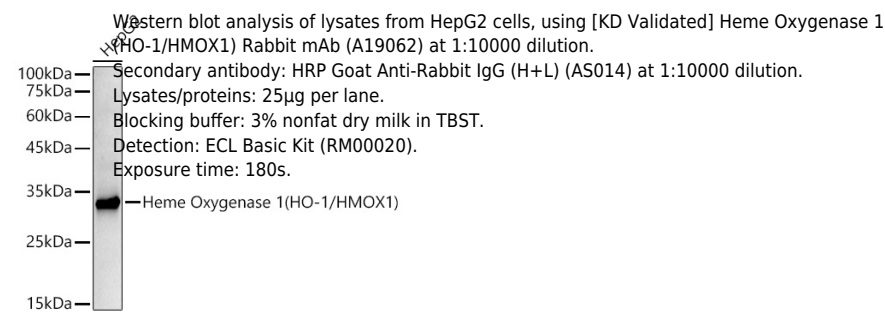 Western blot analysis of lysates from HepG2 cells, using [KD Validated] Heme Oxygenase 1
(HO-1/HMOX1) Rabbit mAb (A19062) at 1:10000 dilution.
Secondary antibody: HRP Goat Anti-Rabbit IgG (H+L) (AS014) at 1:10000 dilution.
Lysates/proteins: 25μg per lane.
Blocking buffer: 3% nonfat dry milk in TBST.
Detection: ECL Basic Kit (RM00020).
Exposure time: 180s.
HepG2
100kDa
75kDa
60kDa
45kDa
35kDa
Heme Oxygenase 1(HO-1/HMOX1)
25kDa
15kDa